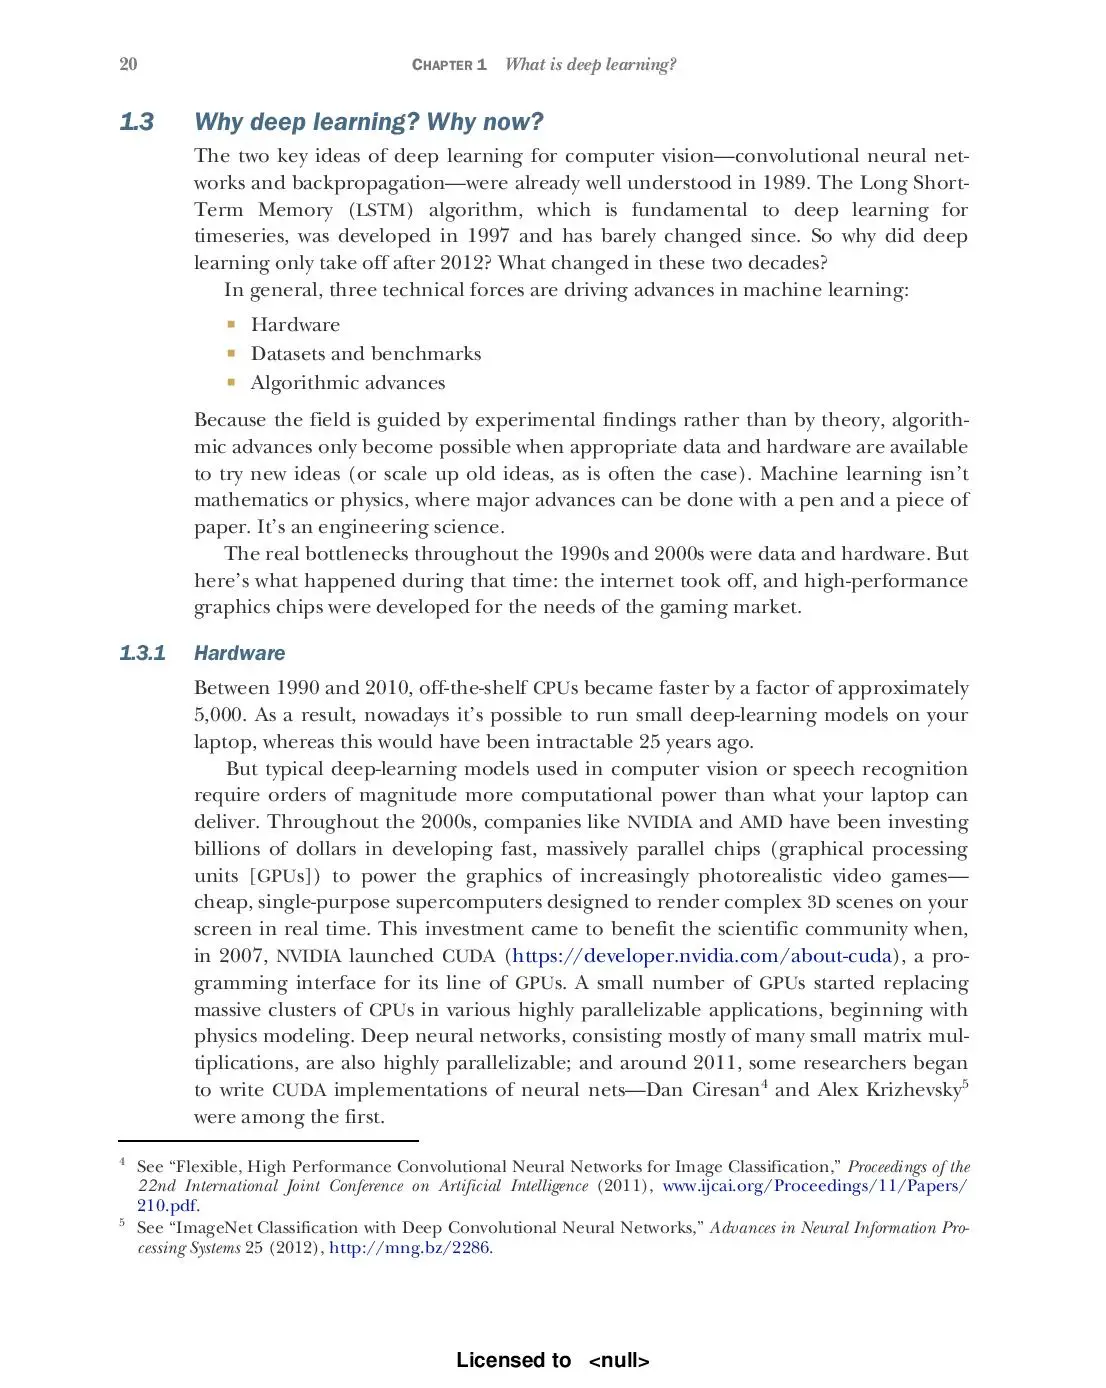 20 CHAPTER 1 What is deep learning?
1.3 Why deep learning? Why now?
The two key ideas of deep learning for computer vision—convolutional neural net-
works and backpropagation—were already well understood in 1989. The Long Short-
Term Memory (LSTM) algorithm, which is fundamental to deep learning for
timeseries, was developed in 1997 and has barely changed since. So why did deep
learning only take off after 2012? What changed in these two decades?
In general, three technical forces are driving advances in machine learning:
▪ Hardware
▪ Datasets and benchmarks
▪ Algorithmic advances
Because the field is guided by experimental findings rather than by theory, algorith-
mic advances only become possible when appropriate data and hardware are available
to try new ideas (or scale up old ideas, as is often the case). Machine learning isn’t
mathematics or physics, where major advances can be done with a pen and a piece of
paper. It’s an engineering science.
The real bottlenecks throughout the 1990s and 2000s were data and hardware. But
here’s what happened during that time: the internet took off, and high-performance
graphics chips were developed for the needs of the gaming market.
1.3.1 Hardware
Between 1990 and 2010, off-the-shelf CPUs became faster by a factor of approximately
5,000. As a result, nowadays it’s possible to run small deep-learning models on your
laptop, whereas this would have been intractable 25 years ago.
But typical deep-learning models used in computer vision or speech recognition
require orders of magnitude more computational power than what your laptop can
deliver. Throughout the 2000s, companies like NVIDIA and AMD have been investing
billions of dollars in developing fast, massively parallel chips (graphical processing
units [GPUs]) to power the graphics of increasingly photorealistic video games—
cheap, single-purpose supercomputers designed to render complex 3D scenes on your
screen in real time. This investment came to benefit the scientific community when,
in 2007, NVIDIA launched CUDA (https://developer.nvidia.com/about-cuda), a pro-
gramming interface for its line of GPUs. A small number of GPUs started replacing
massive clusters of CPUs in various highly parallelizable applications, beginning with
physics modeling. Deep neural networks, consisting mostly of many small matrix mul-
tiplications, are also highly parallelizable; and around 2011, some researchers began
to write CUDA implementations of neural nets—Dan Ciresan4 and Alex Krizhevsky5
were among the first.
4 See “Flexible, High Performance Convolutional Neural Networks for Image Classification,” Proceedings of the
22nd International Joint Conference on Artificial Intelligence (2011), www.ijcai.org/Proceedings/11/Papers/
210.pdf.
5 See “ImageNet Classification with Deep Convolutional Neural Networks,” Advances in Neural Information Pro-
cessing Systems 25 (2012), http://mng.bz/2286.
Licensed to <null>